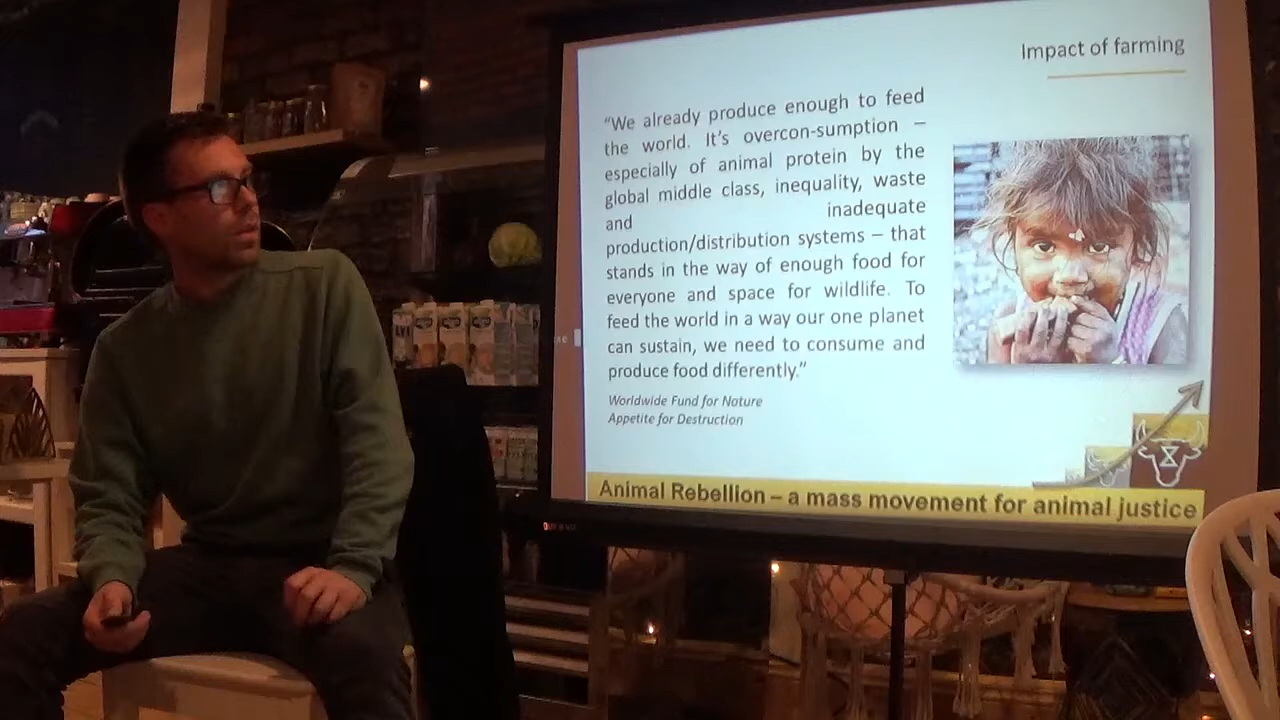 Impact of farming
“We already produce enough to feed
the world. It’s overcon-sumption –
especially of animal protein by the
global middle class, inequality, waste
and inadequate
production/distribution systems – that
stands in the way of enough food for
everyone and space for wildlife. To
feed the world in a way our one planet
can sustain, we need to consume and
produce food differently.”
Worldwide Fund for Nature
Appetite for Destruction
Animal Rebellion – a mass movement for animal justice